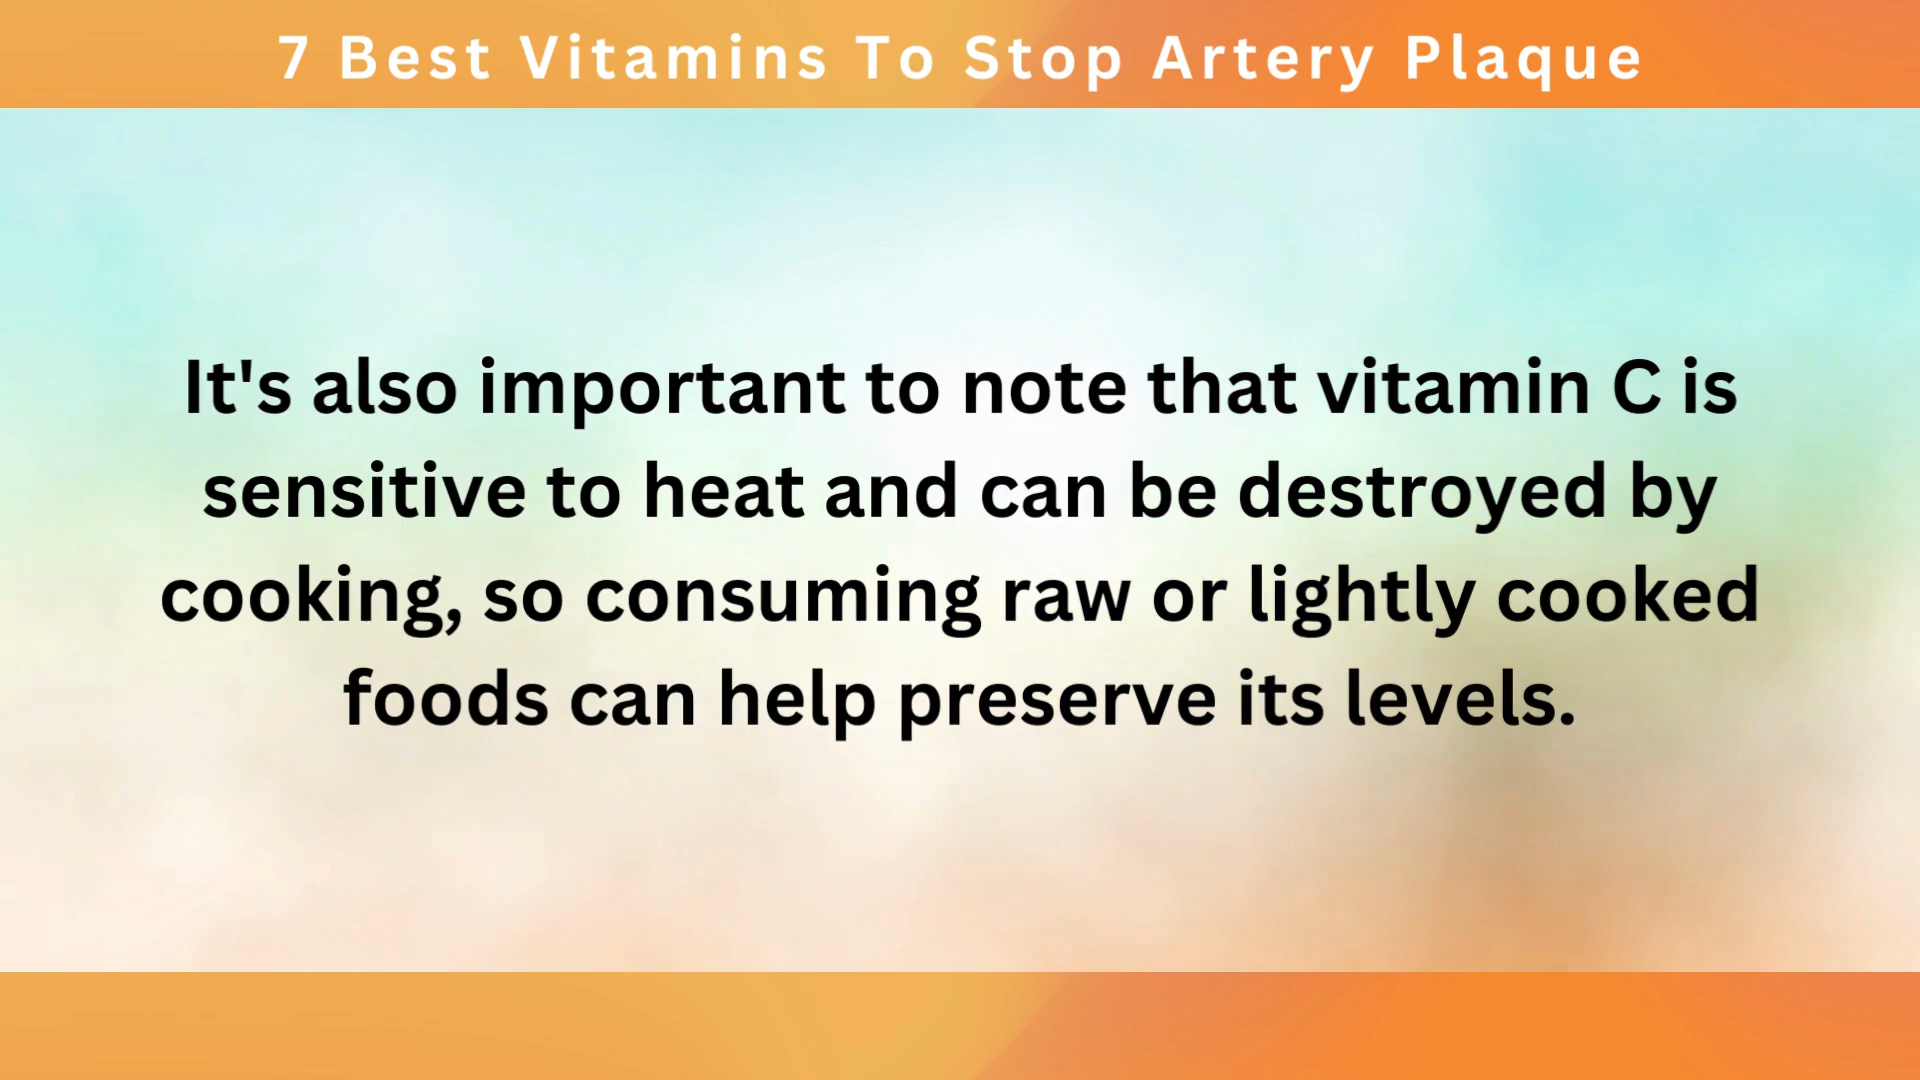 7 Best Vitamins To Stop Artery Plaque
It's also important to note that vitamin C is
sensitive to heat and can be destroyed by
cooking, so consuming raw or lightly cooked
foods can help preserve its levels.